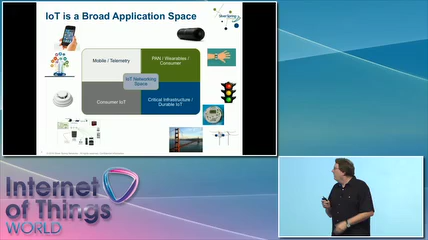 IoT is a Broad Application Space
Silver Spring
Mobile / Telemetry
PAN / Wearables /
Consumer
IoT Networking
Space
Consumer IoT
Critical Infrastructure /
Durable IoT
Internet
of Things
WORLD